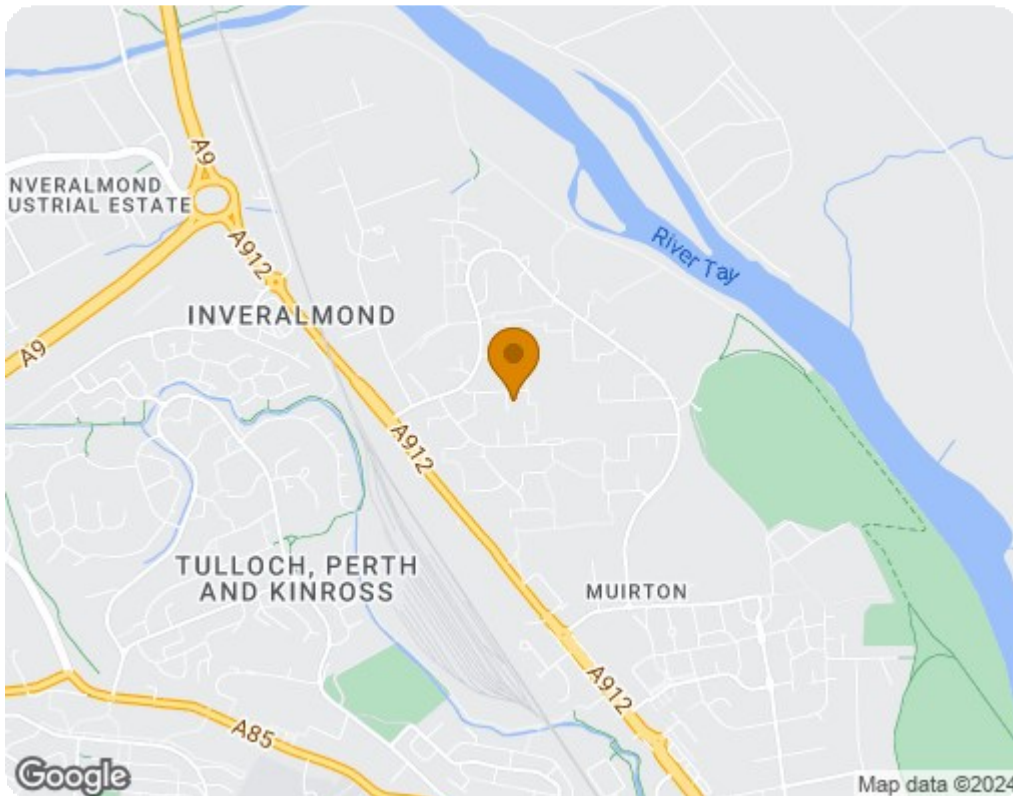 A9
NVERALMOND
USTRIAL ESTATE
A912
River Tay
INVERALMOND
A9
A912
TULLOCH, PERTH
AND KINROSS
MUIRTON
A912
A85
Google
Map data ©2024